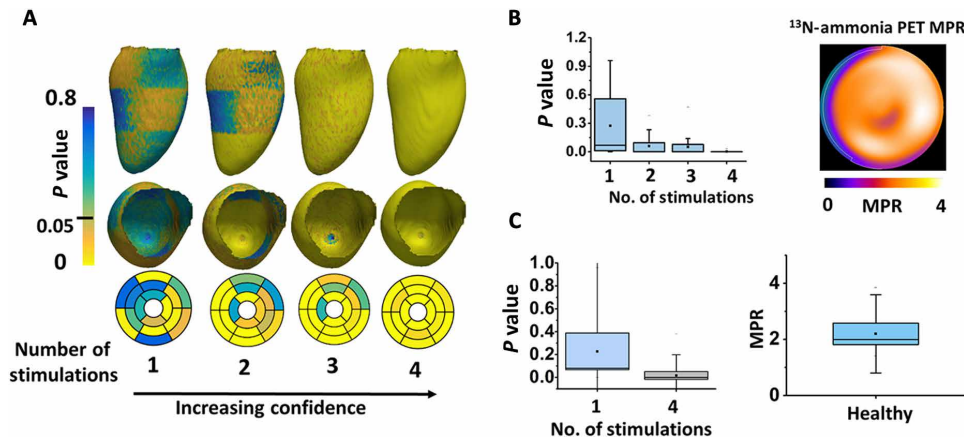 A
0.8
P value
0.05
0
Number of
stimulations
1
2
3
4
Increasing confidence
B
1.2
0.9
0.6
0.3
0.0
P value
1
2
3
4
No. of stimulations
¹³N-ammonia PET MPR
0
MPR
4
C
1.0
0.8
0.6
0.4
0.2
0.0
P value
1
4
No. of stimulations
4
2
0
MPR
Healthy